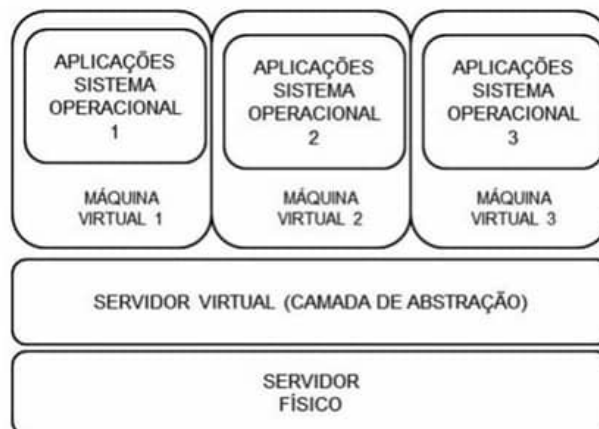 APLICAÇÕES
SISTEMA
OPERACIONAL
1
MÁQUINA
VIRTUAL 1
APLICAÇÕES
SISTEMA
OPERACIONAL
2
MÁQUINA
VIRTUAL 2
APLICAÇÕES
SISTEMA
OPERACIONAL
3
MÁQUINA
VIRTUAL 3
SERVIDOR VIRTUAL (CAMADA DE ABSTRAÇÃO)
SERVIDOR
FÍSICO